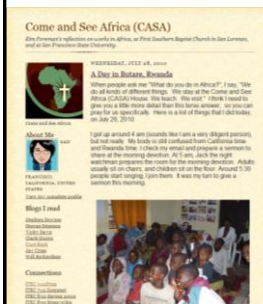 Come and See Africa (CASA)
Kim Foreman's reflection on works in Africa, at First Southern Baptist Church in San Lorenzo,
and at San Francisco State University.
WEDNESDAY, JULY 28, 2010
A Day in Butare, Rwanda
When people ask me "What do you do in Africa?", I say, "We
do all kinds of different things. We stay at the Come and See
Africa (CASA) House. We teach. We visit." I think I need to
give you a little more detail than this terse answer, so you can
pray for us specifically. Here is a list of things that I did today,
on July 28, 2010
I got up around 4 am (sounds like I am a very diligent person),
but not really. My body is still confused from California time
and Rwanda time. I check my email and prepare a sermon to
share at the morning devotion. At 5 am, Jack the night
watchman prepares the room for the morning devotion. Adults
usually sit on chairs, and children sit on the floor. Around 5:30
people start singing, I join them. It was my turn to give a
sermon this morning.
Come and See Africa
About Me
FRANCISCO,
CALIFORNIA, UNITED
STATES
View my complete profile
Blogs I read
Will Richardson
Connections